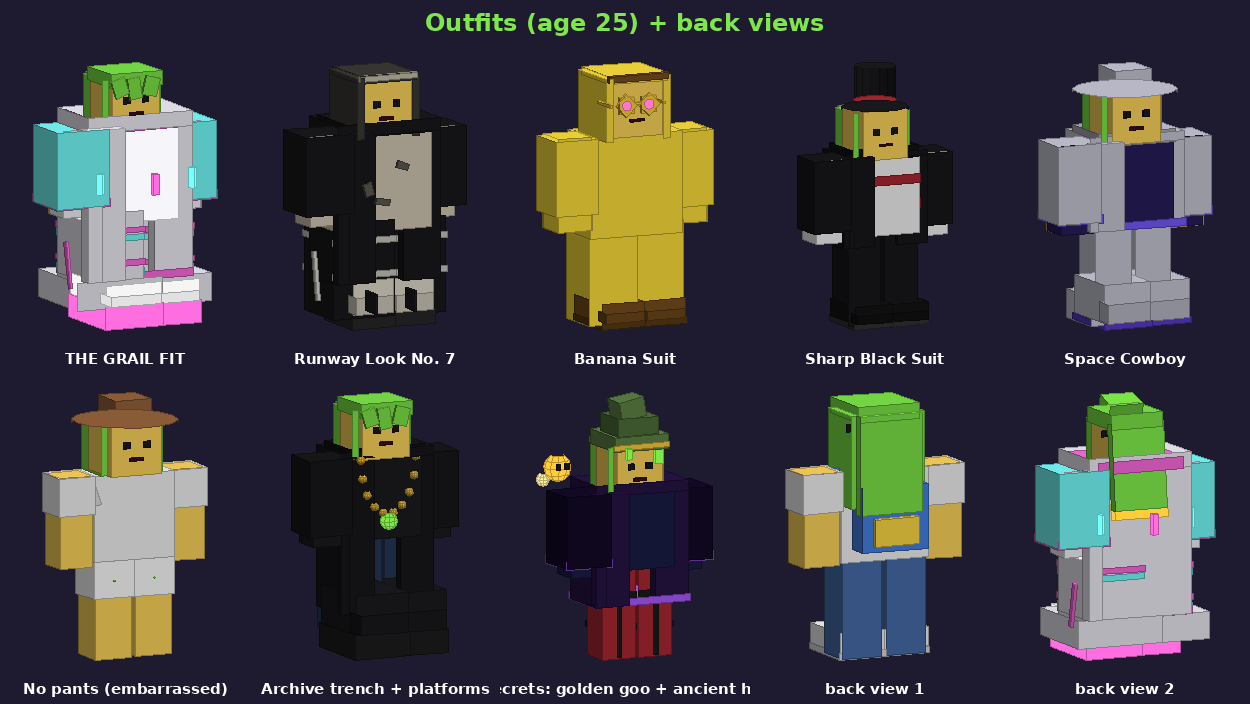 Outfits (age 25) + back views
THE GRAIL FIT
Runway Look No. 7
Banana Suit
Sharp Black Suit
Space Cowboy
No pants (embarrassed)
Archive trench + platforms
crets: golden goo + ancient h
back view 1
back view 2